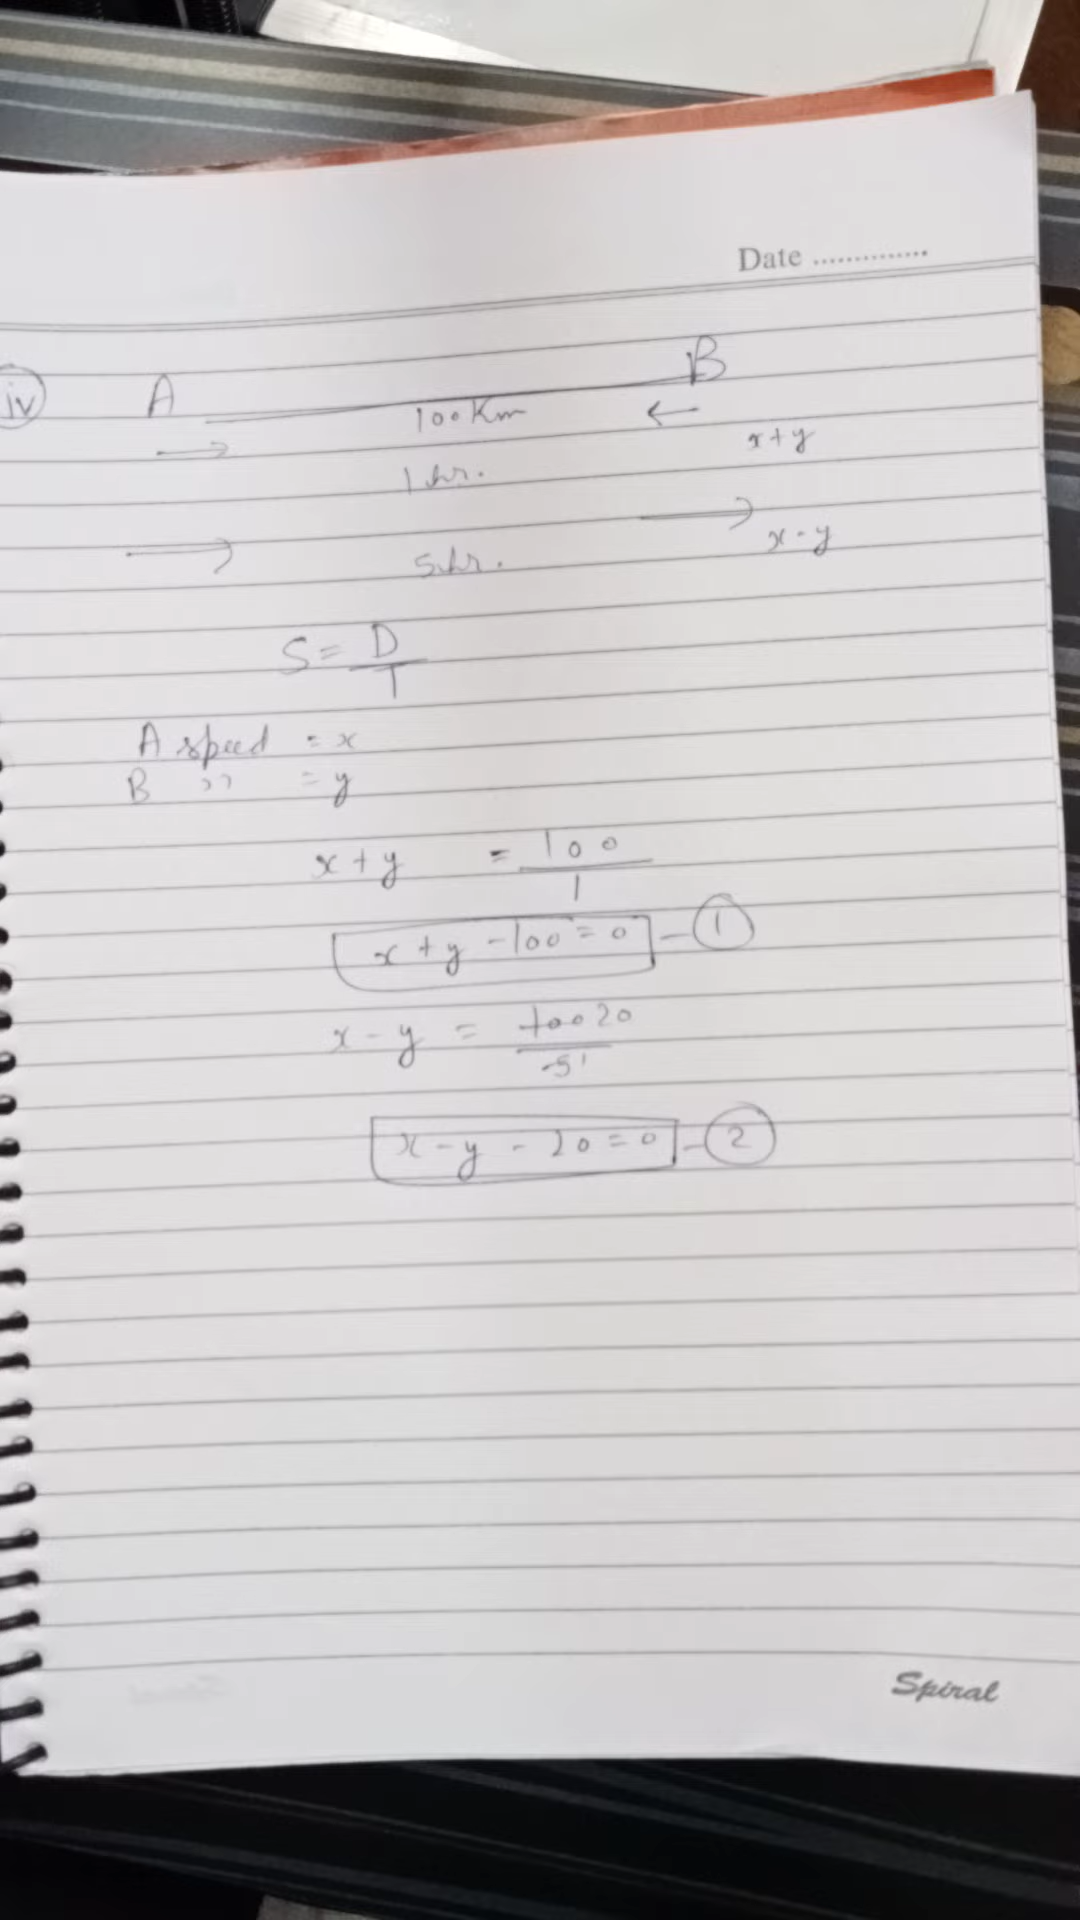 Date ..............
iv A B
100 Km
x + y
1 hr.
x - y
5 hr.
S = D/T
A speed = x
B " = y
x + y = 100/1
x + y - 100 = 0 - 1
x - y = 100 20/5 1
x - y - 20 = 0 - 2
Spiral